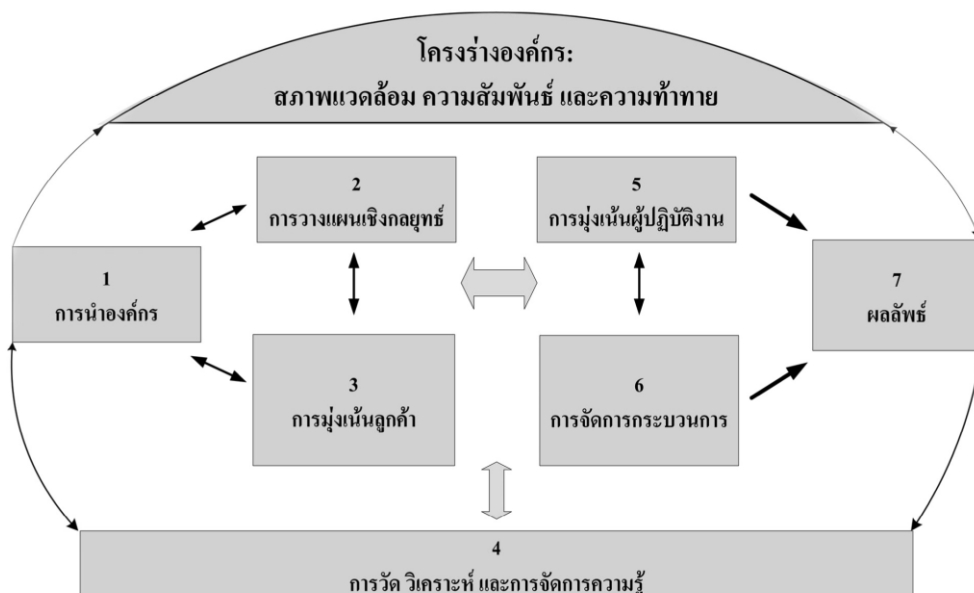 โครงร่างองค์กร:
สภาพแวดล้อม ความสัมพันธ์ และความท้าทาย
1
การนำองค์กร
2
การวางแผนเชิงกลยุทธ์
3
การมุ่งเน้นลูกค้า
5
การมุ่งเน้นผู้ปฏิบัติงาน
6
การจัดการกระบวนการ
7
ผลลัพธ์
4
การวัด วิเคราะห์ และการจัดการความรู้